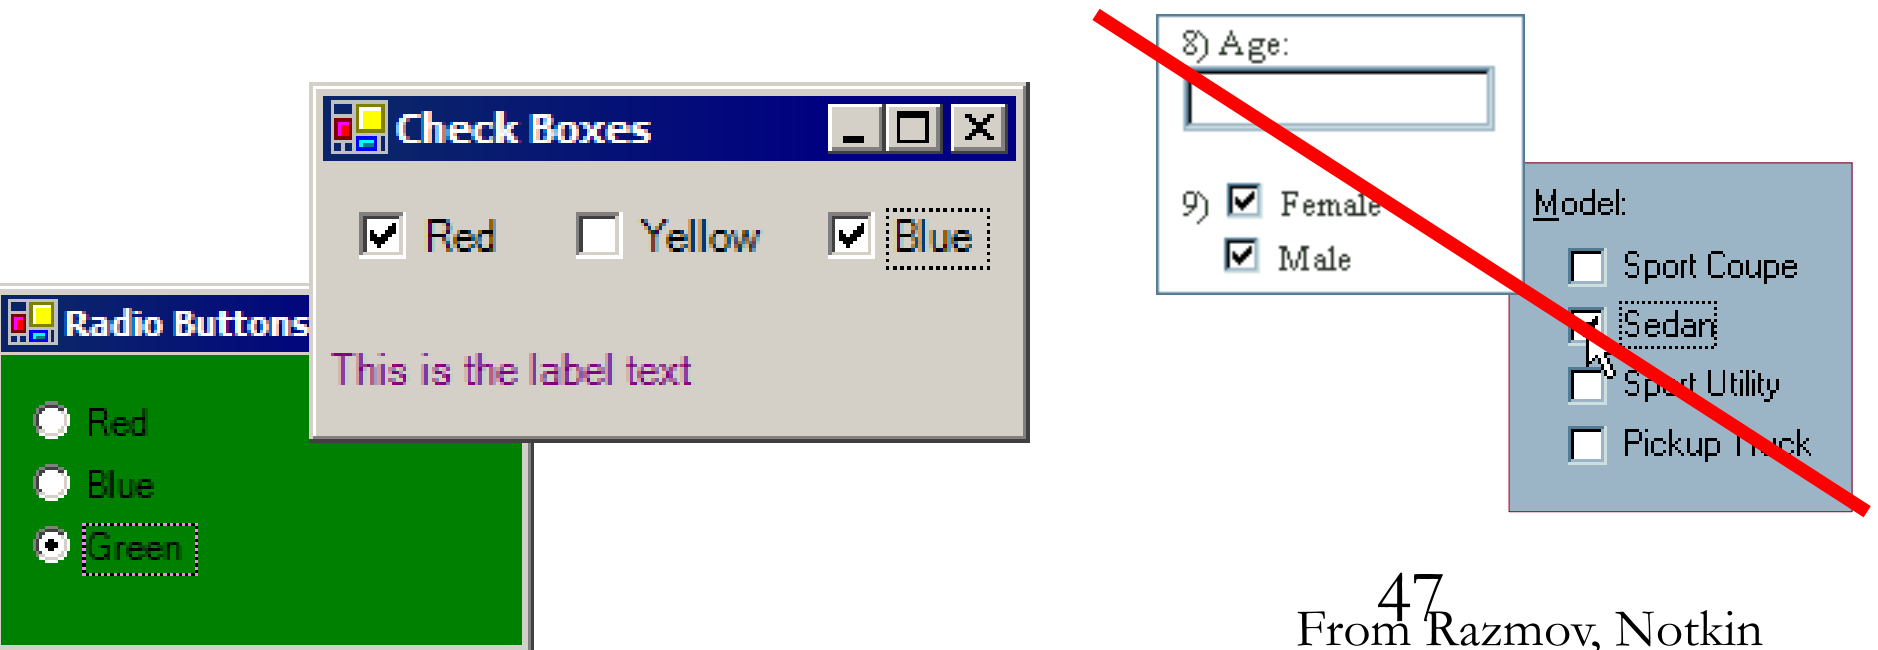 Check Boxes
Red Yellow Blue
This is the label text
Radio Buttons
Red
Blue
Green
8) Age:
9) Female
Male
Model:
Sport Coupe
Sedan
Sport Utility
Pickup Truck
47
From Razmov, Notkin